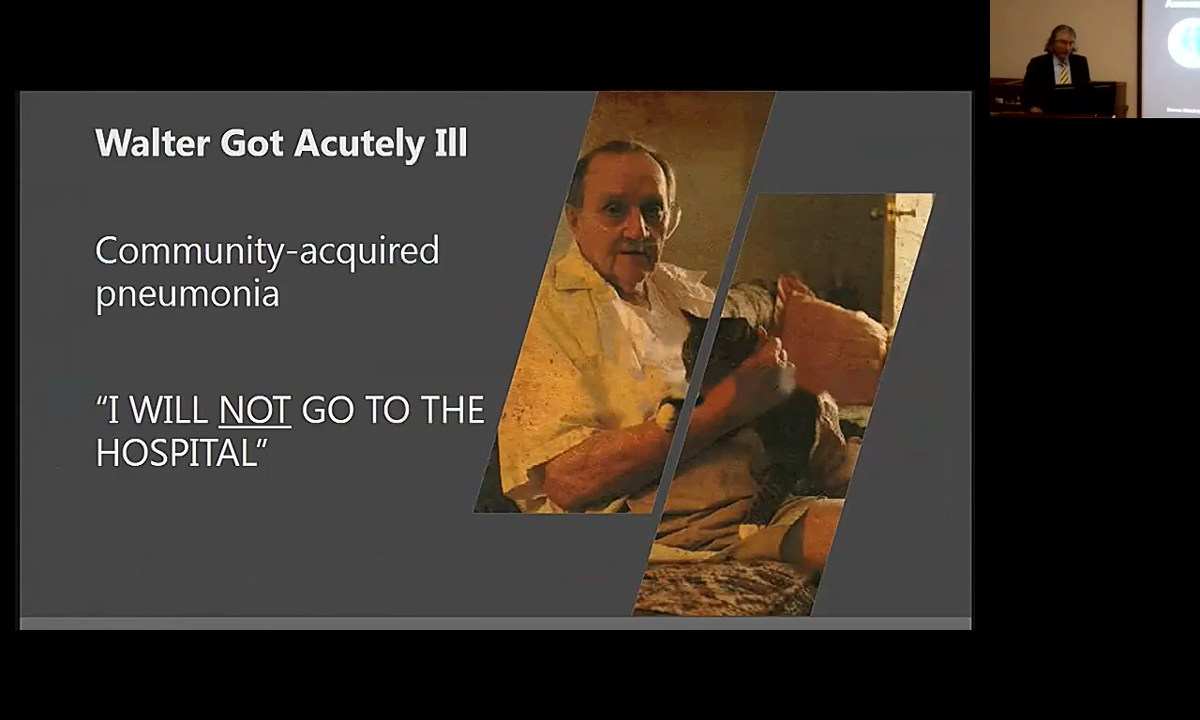 Walter Got Acutely Ill
Community-acquired
pneumonia
“I WILL NOT GO TO THE
HOSPITAL”